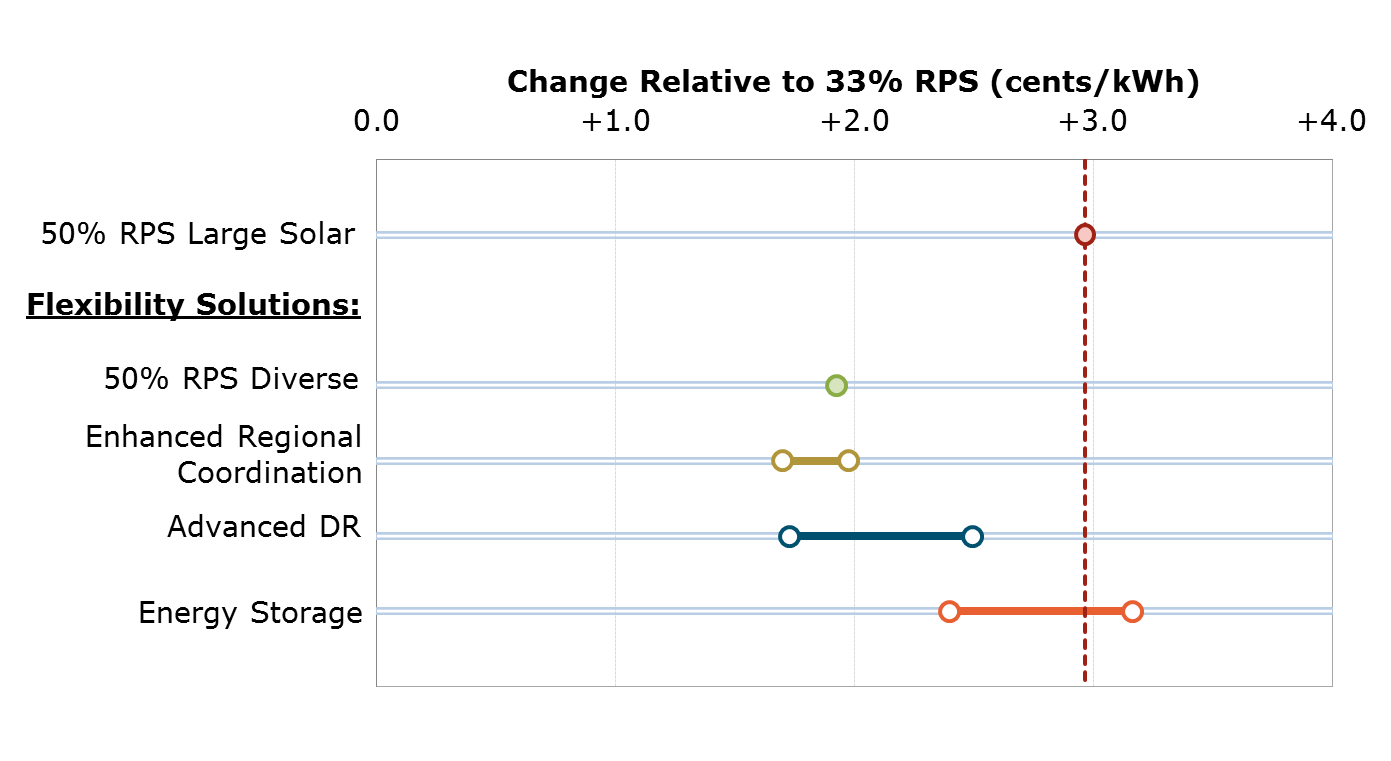 Change Relative to 33% RPS (cents/kWh)
0.0 +1.0 +2.0 +3.0 +4.0
50% RPS Large Solar
Flexibility Solutions:
50% RPS Diverse
Enhanced Regional
Coordination
Advanced DR
Energy Storage